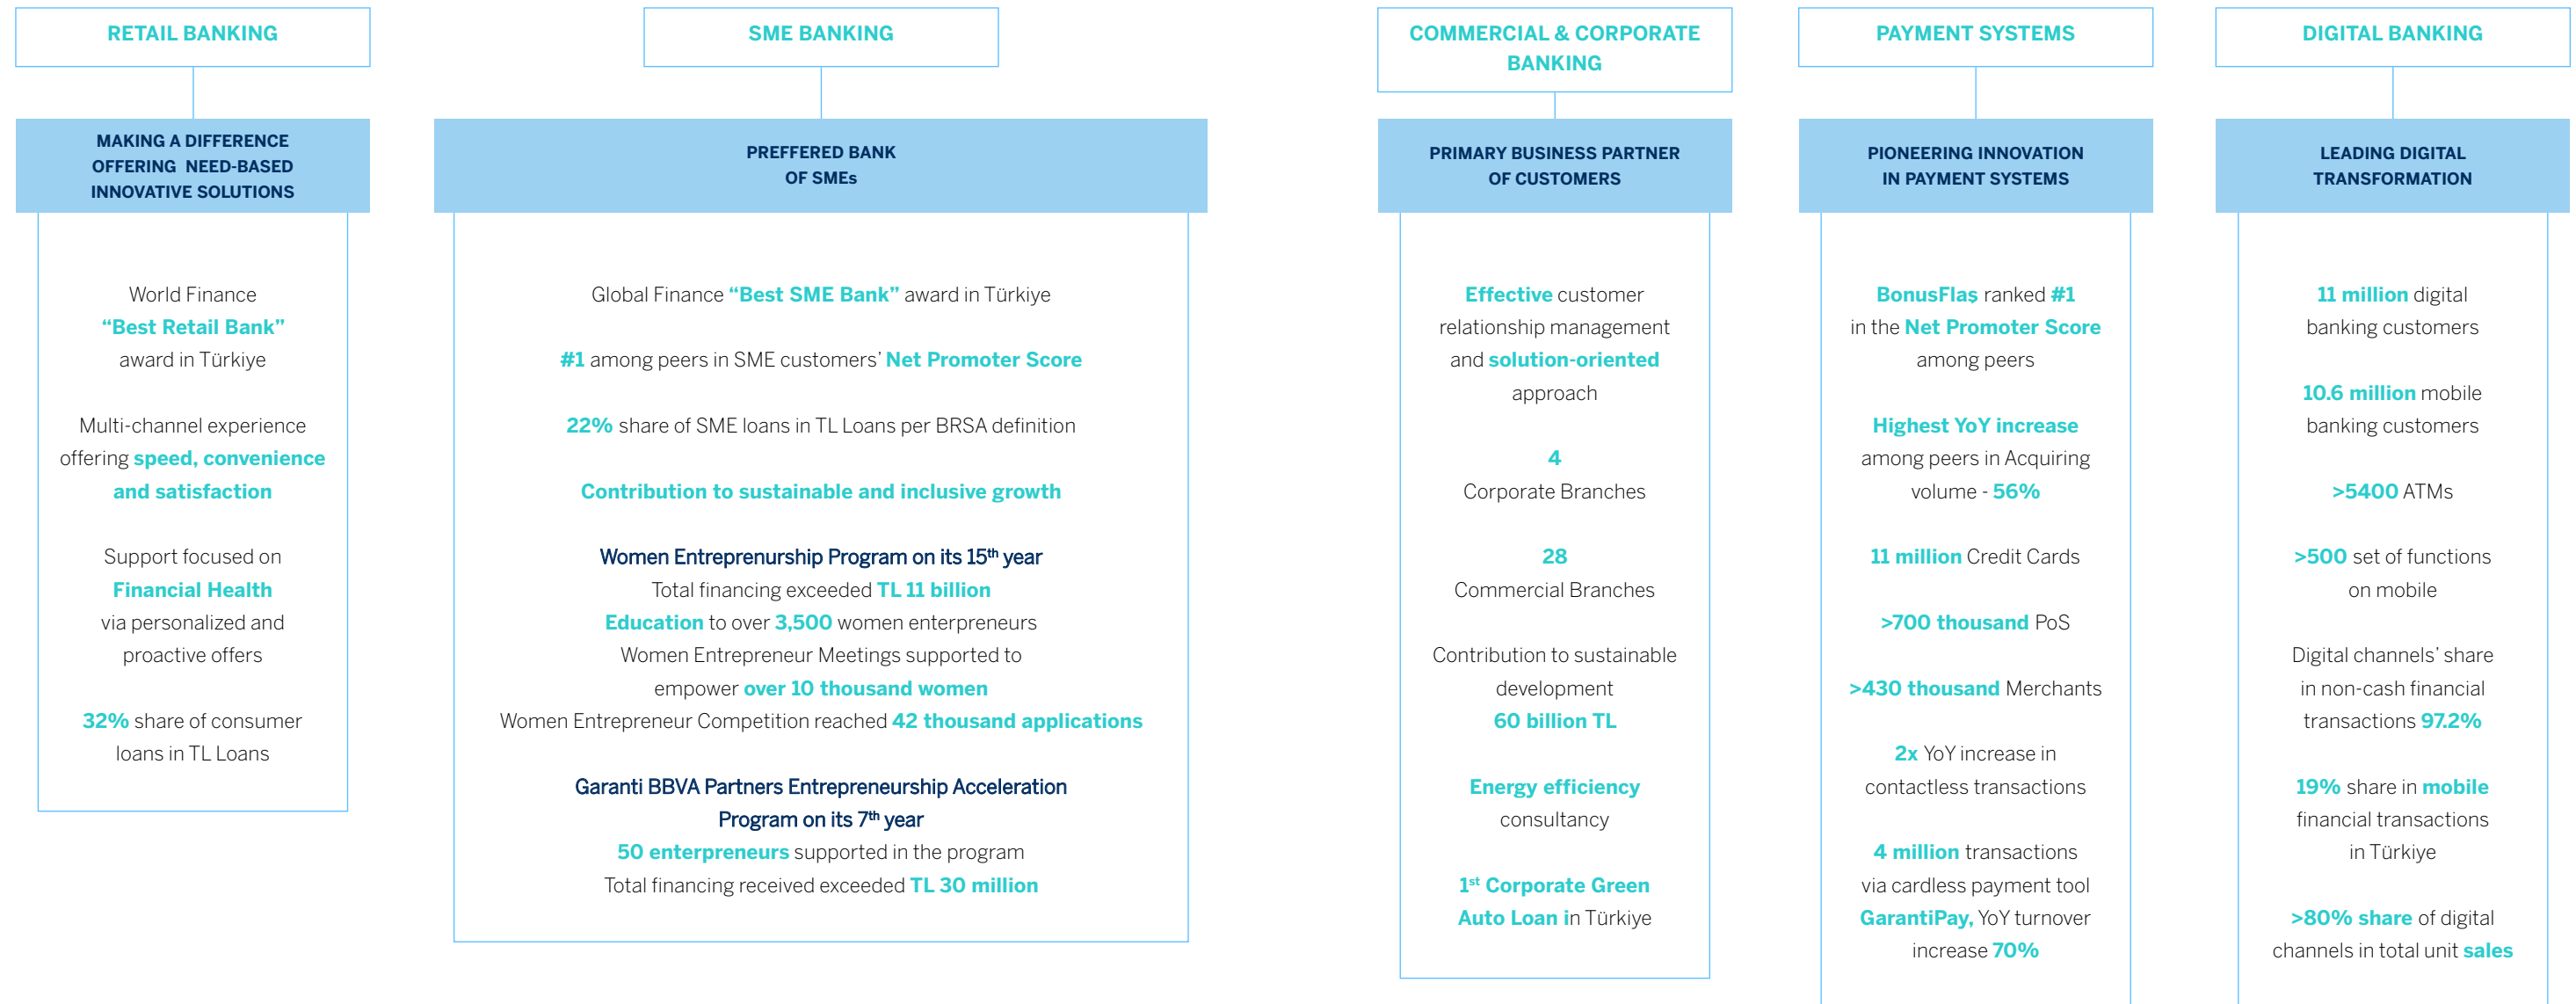 RETAIL BANKING
MAKING A DIFFERENCE
OFFERING NEED-BASED
INNOVATIVE SOLUTIONS
World Finance
“Best Retail Bank”
award in Türkiye
Multi-channel experience
offering speed, convenience
and satisfaction
Support focused on
Financial Health
via personalized and
proactive offers
32% share of consumer
loans in TL Loans
SME BANKING
PREFFERED BANK
OF SMEs
Global Finance “Best SME Bank” award in Türkiye
#1 among peers in SME customers’ Net Promoter Score
22% share of SME loans in TL Loans per BRSA definition
Contribution to sustainable and inclusive growth
Women Entreprenurship Program on its 15th year
Total financing exceeded TL 11 billion
Education to over 3,500 women enterpreneurs
Women Entrepreneur Meetings supported to
empower over 10 thousand women
Women Entrepreneur Competition reached 42 thousand applications
Garanti BBVA Partners Entrepreneurship Acceleration
Program on its 7th year
50 enterpreneurs supported in the program
Total financing received exceeded TL 30 million
COMMERCIAL & CORPORATE
BANKING
PRIMARY BUSINESS PARTNER
OF CUSTOMERS
Effective customer
relationship management
and solution-oriented
approach
4
Corporate Branches
28
Commercial Branches
Contribution to sustainable
development
60 billion TL
Energy efficiency
consultancy
1st Corporate Green
Auto Loan in Türkiye
PAYMENT SYSTEMS
PIONEERING INNOVATION
IN PAYMENT SYSTEMS
BonusFlaş ranked #1
in the Net Promoter Score
among peers
Highest YoY increase
among peers in Acquiring
volume - 56%
11 million Credit Cards
>700 thousand PoS
>430 thousand Merchants
2x YoY increase in
contactless transactions
4 million transactions
via cardless payment tool
GarantiPay, YoY turnover
increase 70%
DIGITAL BANKING
LEADING DIGITAL
TRANSFORMATION
11 million digital
banking customers
10.6 million mobile
banking customers
>5400 ATMs
>500 set of functions
on mobile
Digital channels’ share
in non-cash financial
transactions 97.2%
19% share in mobile
financial transactions
in Türkiye
>80% share of digital
channels in total unit sales